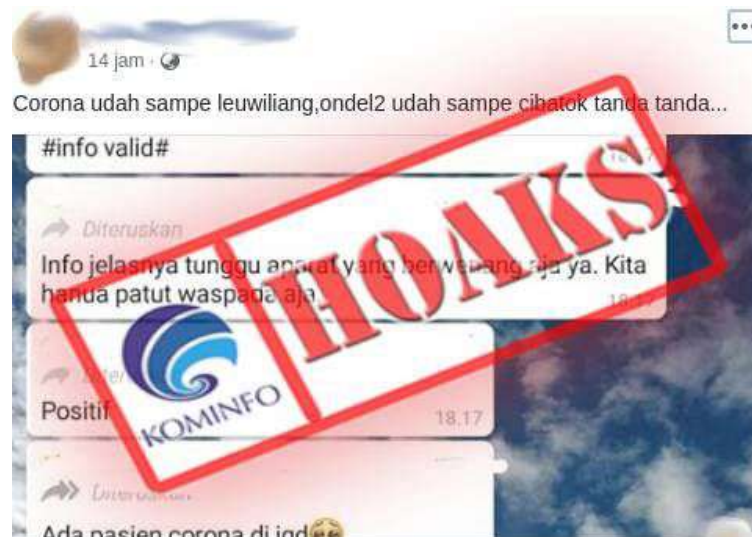 14 jam ·
Corona udah sampe leuwiliang,ondel2 udah sampe cihatok tanda tanda...
#info valid#
Diteruskan
Info jelasnya tunggu aparat yang berwenang aja ya. Kita
hanua patut waspada aja
18.17
HOAKS
KOMINFO
Positif
18.17
Diteruskan
Ada pasien corona di igd